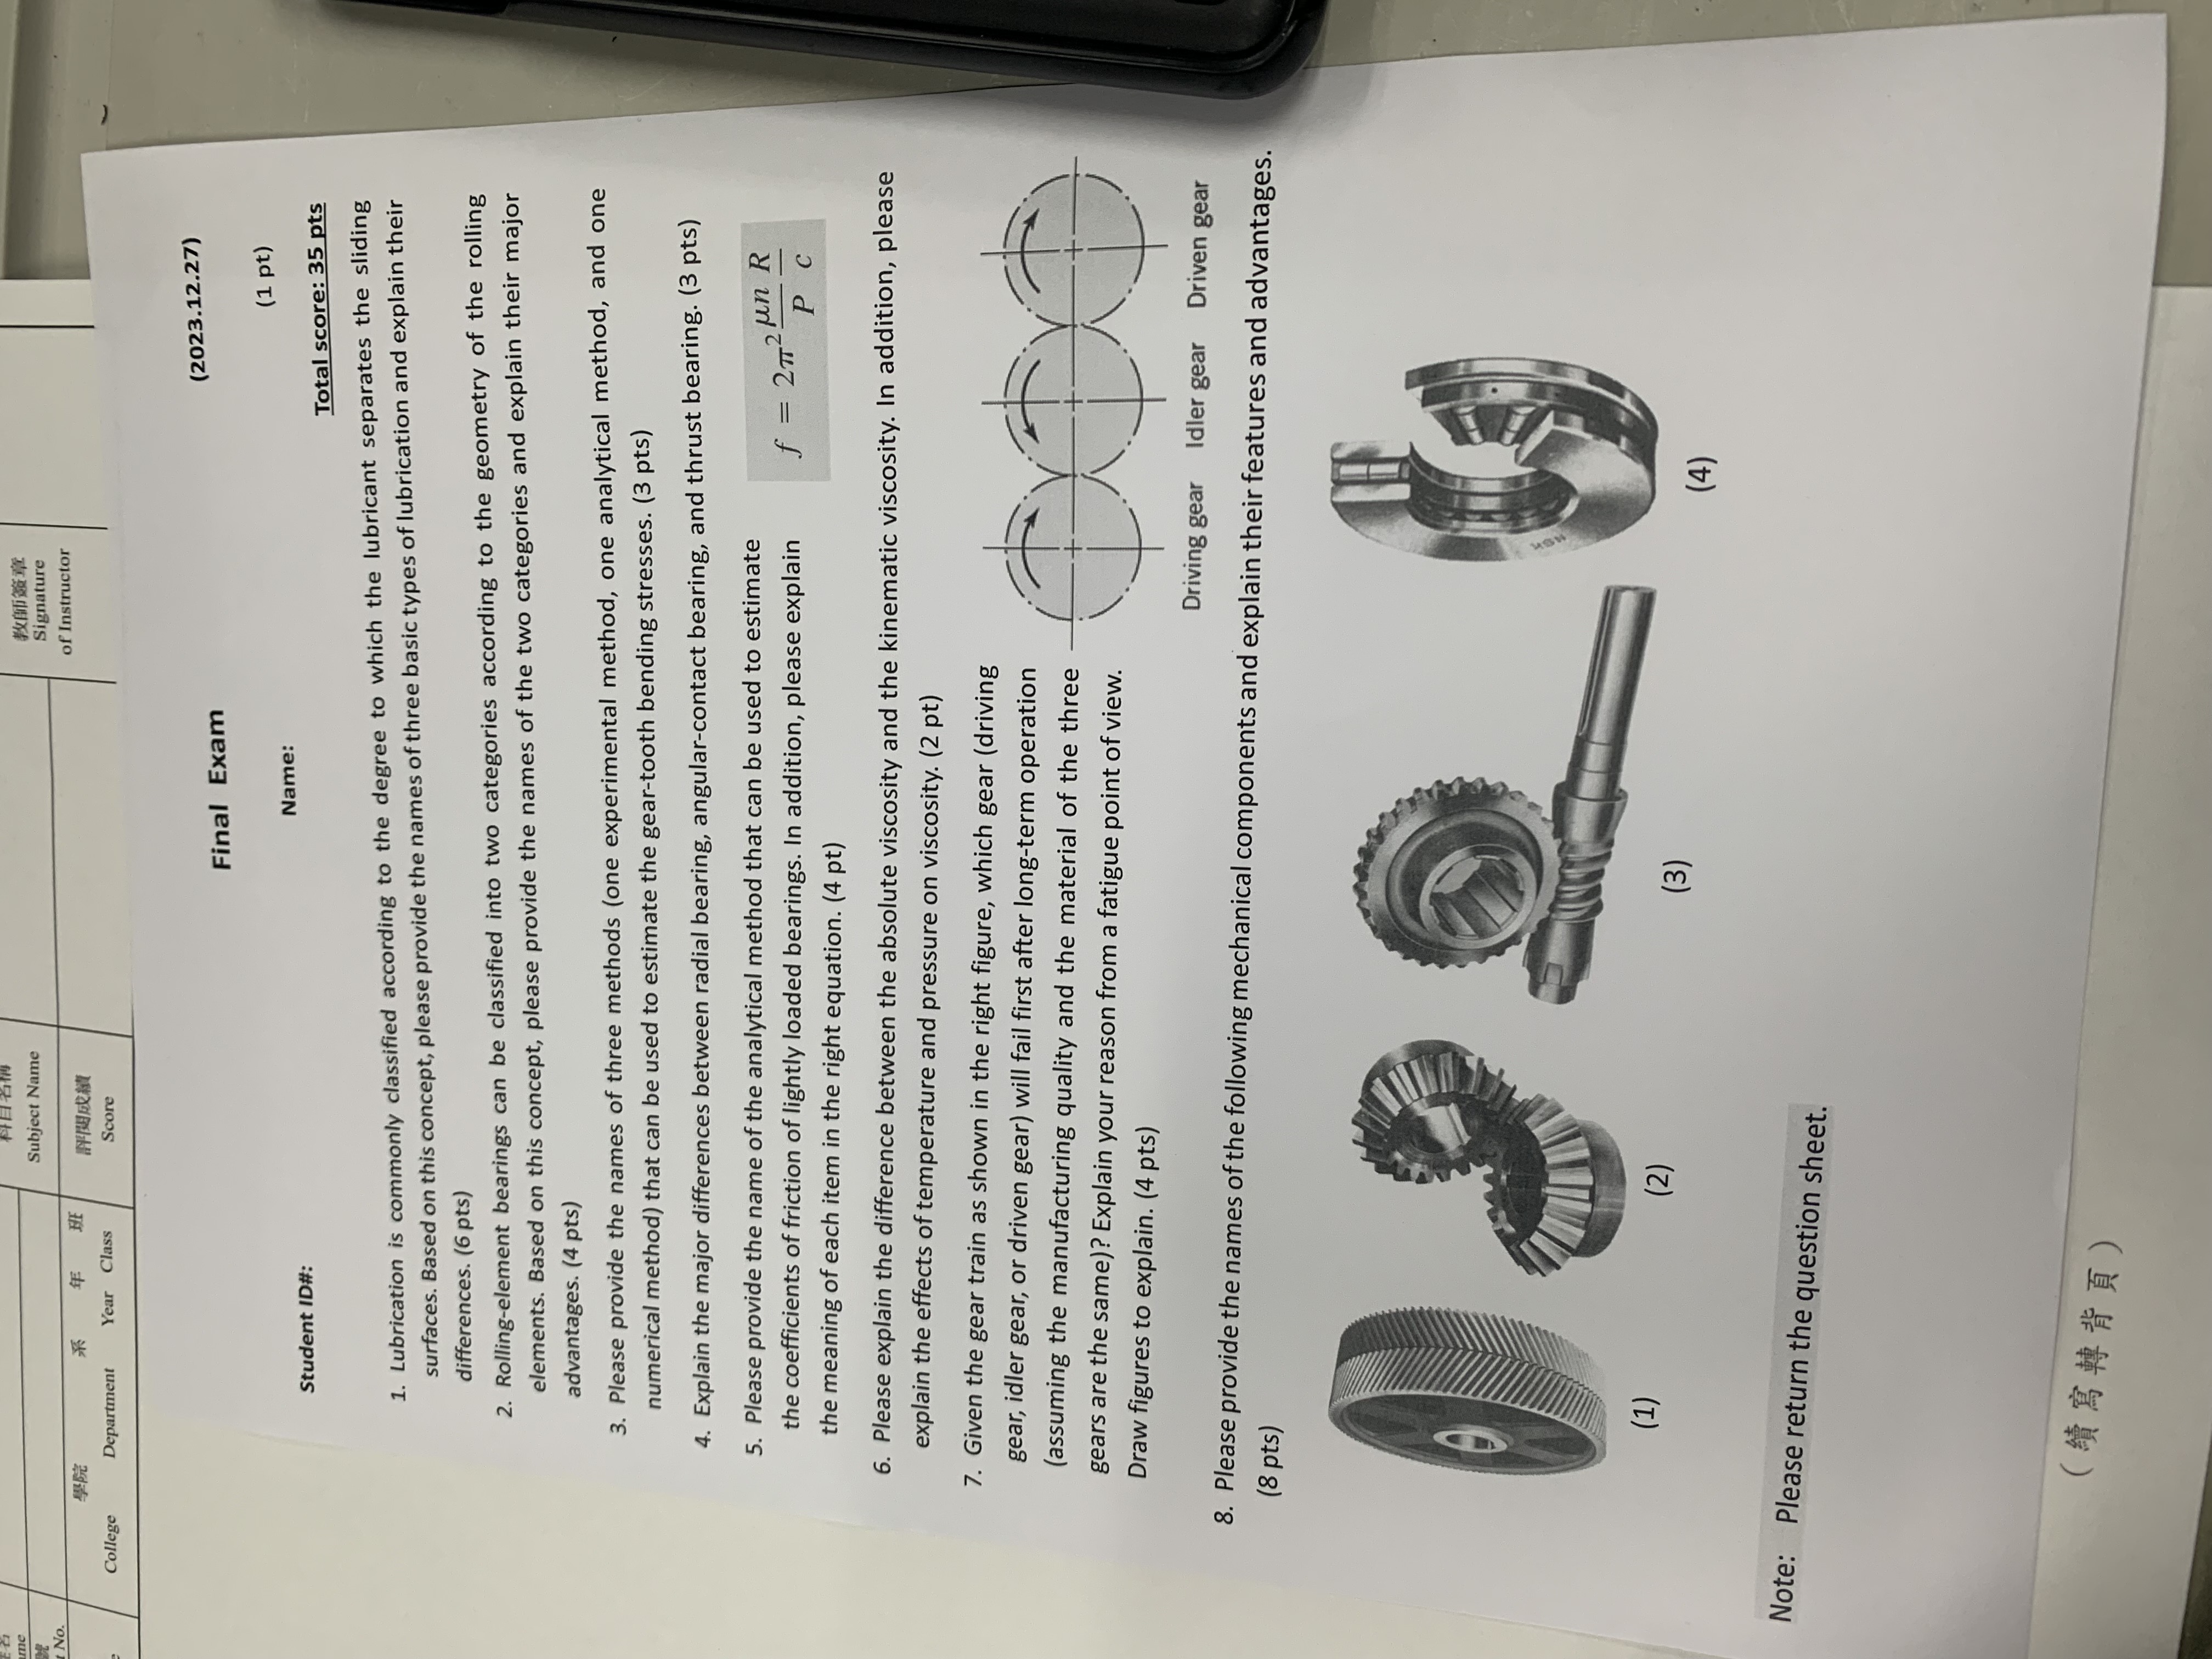 ame
號
t No.
學院 系 年 班
College Department Year Class
科目名稱
Subject Name
評閱成績
Score
教師簽章
Signature
of Instructor
(2023.12.27)
Final Exam
(1 pt)
Student ID#: Name:
Total score: 35 pts
1. Lubrication is commonly classified according to the degree to which the lubricant separates the sliding
surfaces. Based on this concept, please provide the names of three basic types of lubrication and explain their
differences. (6 pts)
2. Rolling-element bearings can be classified into two categories according to the geometry of the rolling
elements. Based on this concept, please provide the names of the two categories and explain their major
advantages. (4 pts)
3. Please provide the names of three methods (one experimental method, one analytical method, and one
numerical method) that can be used to estimate the gear-tooth bending stresses. (3 pts)
4. Explain the major differences between radial bearing, angular-contact bearing, and thrust bearing. (3 pts)
5. Please provide the name of the analytical method that can be used to estimate
the coefficients of friction of lightly loaded bearings. In addition, please explain
the meaning of each item in the right equation. (4 pt)
f = 2π² μn/P R/c
6. Please explain the difference between the absolute viscosity and the kinematic viscosity. In addition, please
explain the effects of temperature and pressure on viscosity. (2 pt)
7. Given the gear train as shown in the right figure, which gear (driving
gear, idler gear, or driven gear) will fail first after long-term operation
(assuming the manufacturing quality and the material of the three
gears are the same)? Explain your reason from a fatigue point of view.
Draw figures to explain. (4 pts)
Driving gear Idler gear Driven gear
8. Please provide the names of the following mechanical components and explain their features and advantages.
(8 pts)
NSK
(1) (2) (3) (4)
Note: Please return the question sheet.
(續寫轉背頁)